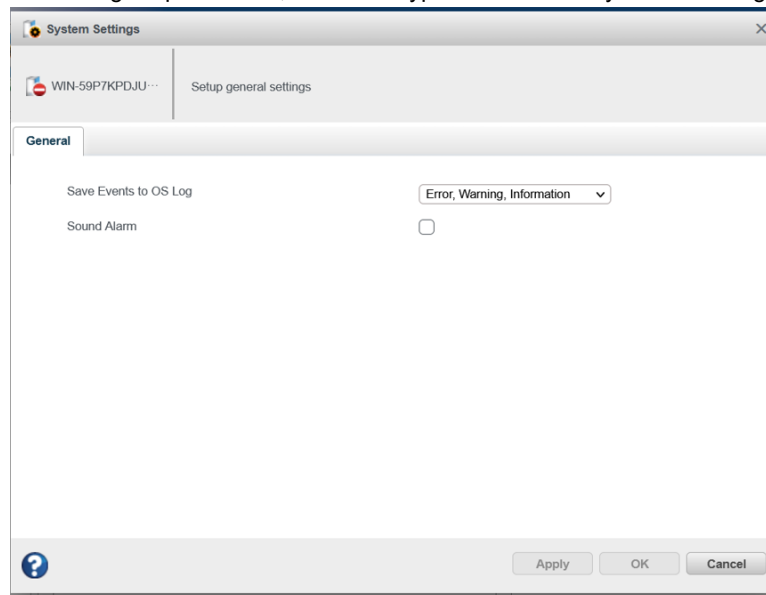 System Settings
WIN-59P7KPDJU...
Setup general settings
General
Save Events to OS Log
Error, Warning, Information
Sound Alarm
Apply
OK
Cancel